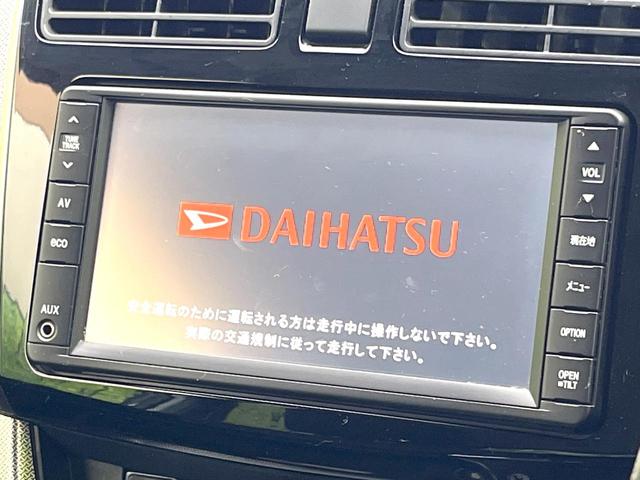 TUNE
TRACK
AV
eco
AUX
DAIHATSU
安全運転のために運転される方は走行中に操作しないで下さい。
実際の交通規制に従って走行して下さい。
VOL
現在地
メニュー
OPTION
OPEN
TILT